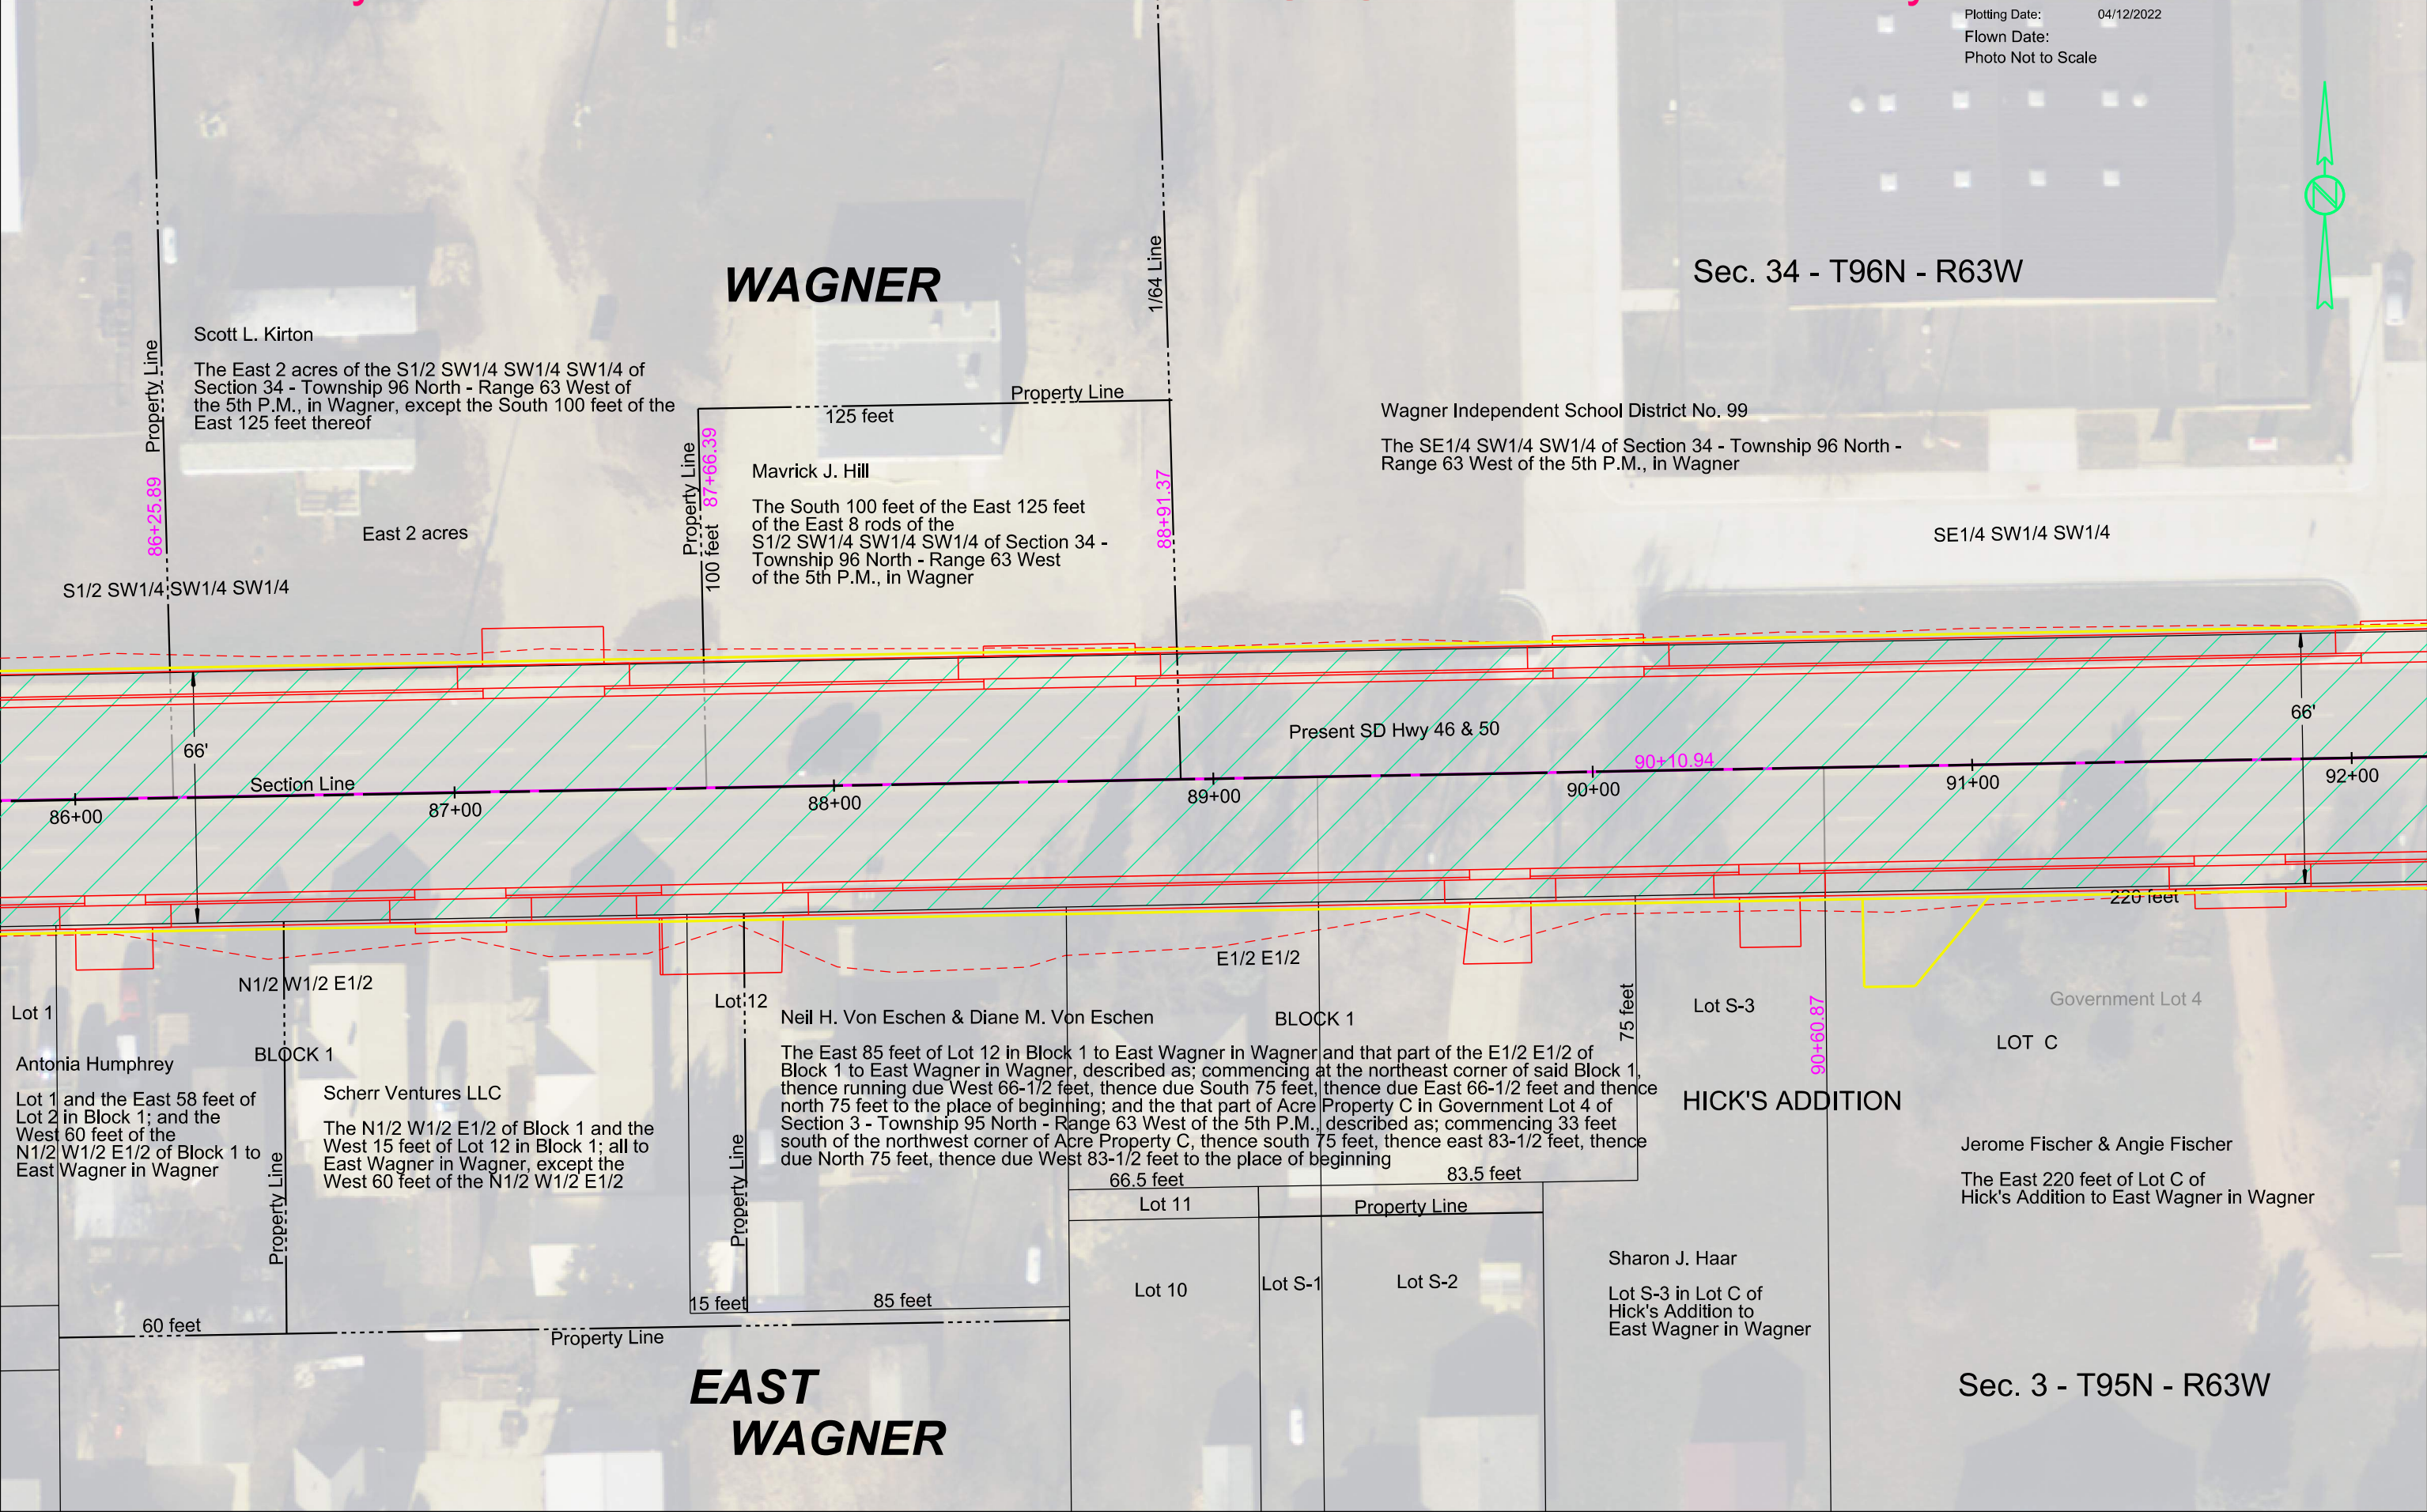 Plotting Date: 04/12/2022
Flown Date:
Photo Not to Scale
N
WAGNER
Sec. 34 - T96N - R63W
1/64 Line
Property Line
86+25.89
Scott L. Kirton
The East 2 acres of the S1/2 SW1/4 SW1/4 SW1/4 of
Section 34 - Township 96 North - Range 63 West of
the 5th P.M., in Wagner, except the South 100 feet of the
East 125 feet thereof
East 2 acres
S1/2 SW1/4 SW1/4 SW1/4
Property Line
125 feet
Property Line
87+66.39
100 feet
Mavrick J. Hill
The South 100 feet of the East 125 feet
of the East 8 rods of the
S1/2 SW1/4 SW1/4 SW1/4 of Section 34 -
Township 96 North - Range 63 West
of the 5th P.M., in Wagner
88+91.37
Wagner Independent School District No. 99
The SE1/4 SW1/4 SW1/4 of Section 34 - Township 96 North -
Range 63 West of the 5th P.M., in Wagner
SE1/4 SW1/4 SW1/4
66'
66'
Present SD Hwy 46 & 50
Section Line
90+10.94
86+00
87+00
88+00
89+00
90+00
91+00
92+00
220 feet
N1/2 W1/2 E1/2
E1/2 E1/2
Lot 1
Lot 12
BLOCK 1
BLOCK 1
75 feet
Lot S-3
90+60.87
Government Lot 4
LOT C
Antonia Humphrey
Lot 1 and the East 58 feet of
Lot 2 in Block 1; and the
West 60 feet of the
N1/2 W1/2 E1/2 of Block 1 to
East Wagner in Wagner
Property Line
Scherr Ventures LLC
The N1/2 W1/2 E1/2 of Block 1 and the
West 15 feet of Lot 12 in Block 1; all to
East Wagner in Wagner, except the
West 60 feet of the N1/2 W1/2 E1/2
Property Line
Neil H. Von Eschen & Diane M. Von Eschen
The East 85 feet of Lot 12 in Block 1 to East Wagner in Wagner and that part of the E1/2 E1/2 of
Block 1 to East Wagner in Wagner, described as; commencing at the northeast corner of said Block 1,
thence running due West 66-1/2 feet, thence due South 75 feet, thence due East 66-1/2 feet and thence
north 75 feet to the place of beginning; and the that part of Acre Property C in Government Lot 4 of
Section 3 - Township 95 North - Range 63 West of the 5th P.M., described as; commencing 33 feet
south of the northwest corner of Acre Property C, thence south 75 feet, thence east 83-1/2 feet, thence
due North 75 feet, thence due West 83-1/2 feet to the place of beginning
66.5 feet
83.5 feet
HICK'S ADDITION
Jerome Fischer & Angie Fischer
The East 220 feet of Lot C of
Hick's Addition to East Wagner in Wagner
Lot 11
Property Line
Lot 10
Lot S-1
Lot S-2
Sharon J. Haar
Lot S-3 in Lot C of
Hick's Addition to
East Wagner in Wagner
15 feet
85 feet
60 feet
Property Line
EAST
WAGNER
Sec. 3 - T95N - R63W